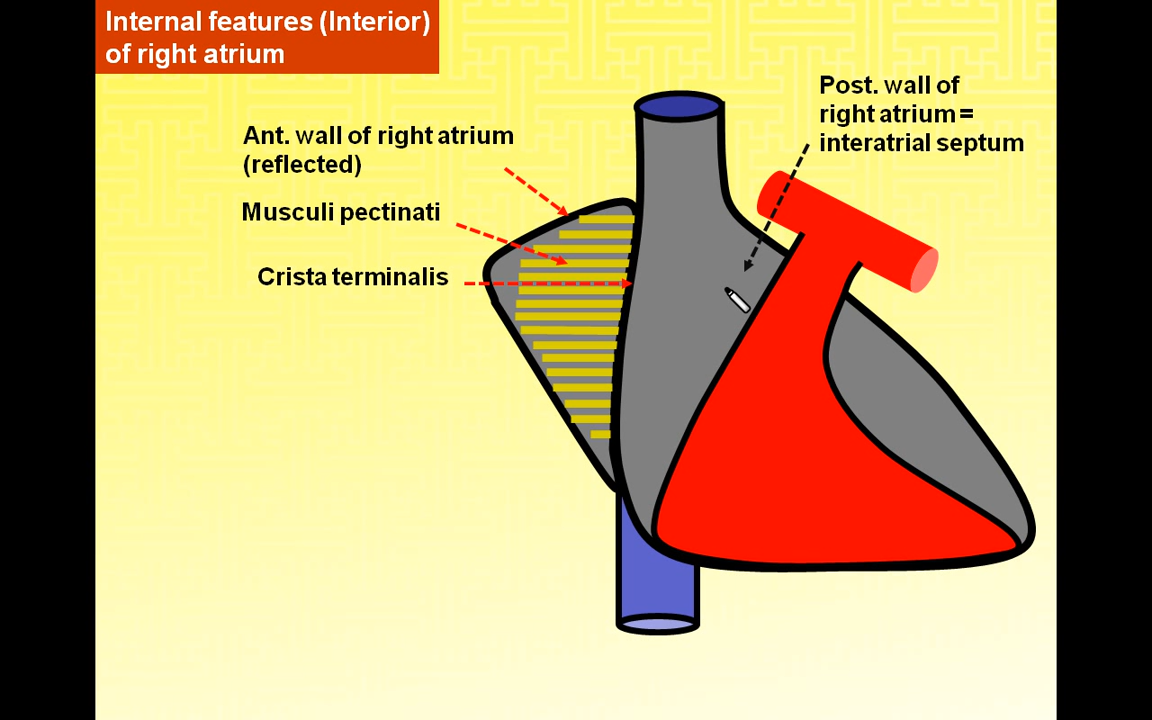 Internal features (Interior)
of right atrium
Post. wall of
right atrium =
interatrial septum
Ant. wall of right atrium
(reflected)
Musculi pectinati
Crista terminalis